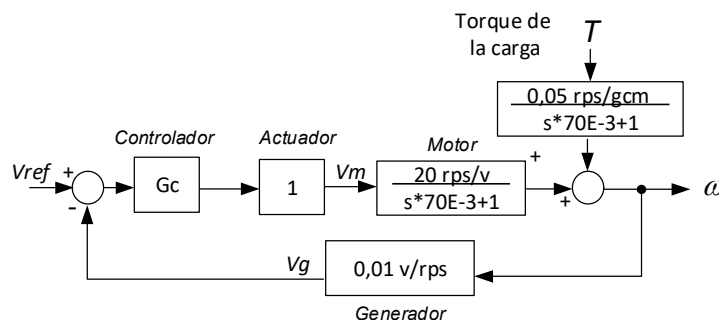 Torque de
la carga
T
0,05 rps/gcm
s*70E-3+1
Controlador
Actuador
Motor
Vref
+
-
Gc
1
Vm
20 rps/v
s*70E-3+1
+
+
ω
Vg
0,01 v/rps
Generador